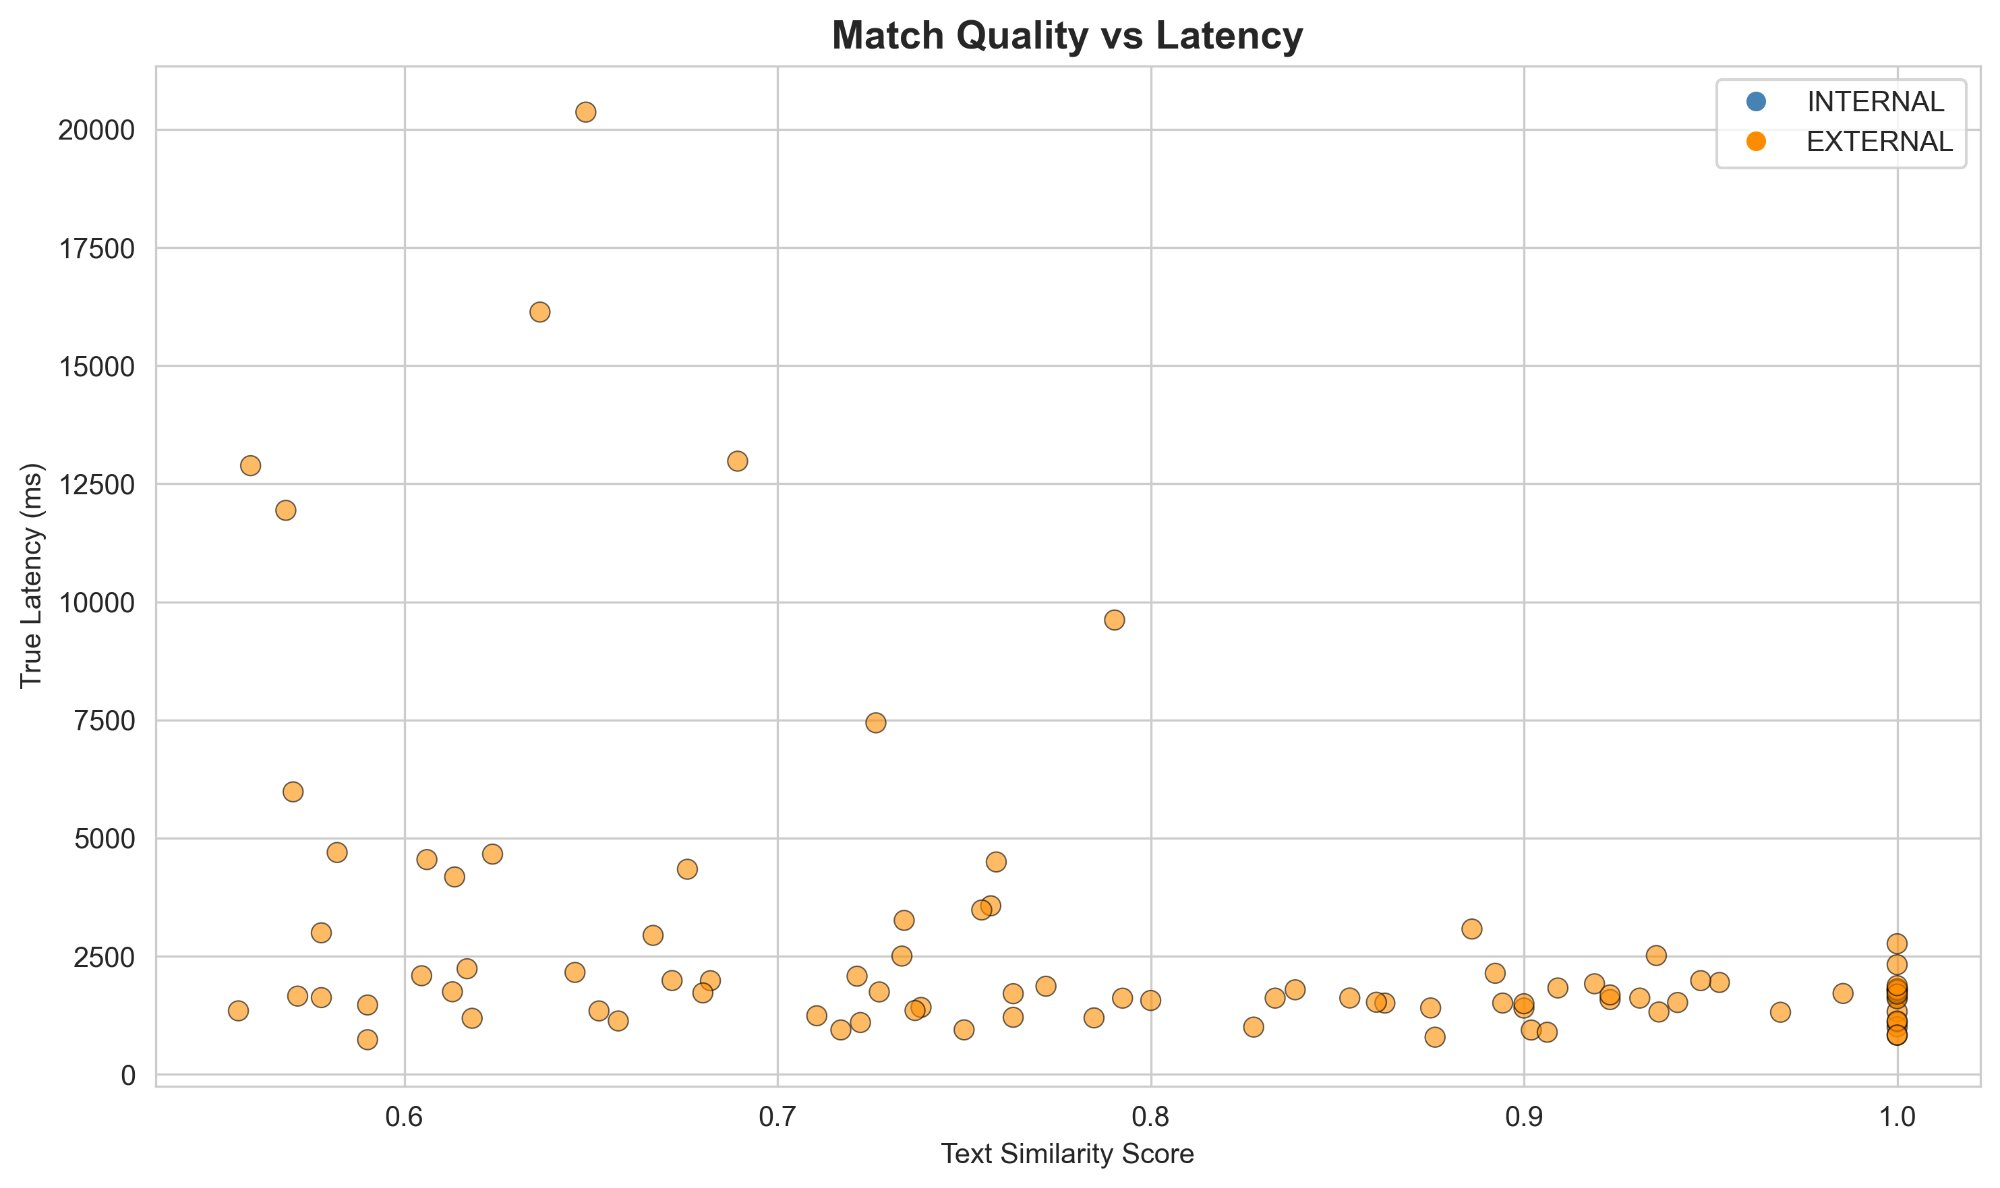 Match Quality vs Latency
INTERNAL
EXTERNAL
True Latency (ms)
20000
17500
15000
12500
10000
7500
5000
2500
0
0.6 0.7 0.8 0.9 1.0
Text Similarity Score